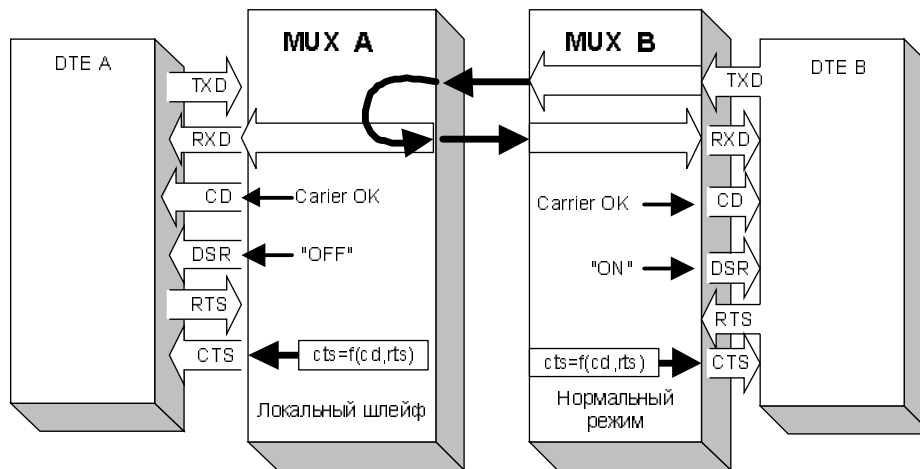 MUX A
MUX B
DTE A
DTE B
TXD
TXD
RXD
RXD
CD
Carier OK
Carrier OK
CD
DSR
"OFF"
"ON"
DSR
RTS
RTS
CTS
cts=f(cd,rts)
cts=f(cd,rts)
CTS
Локальный шлейф
Нормальный
режим